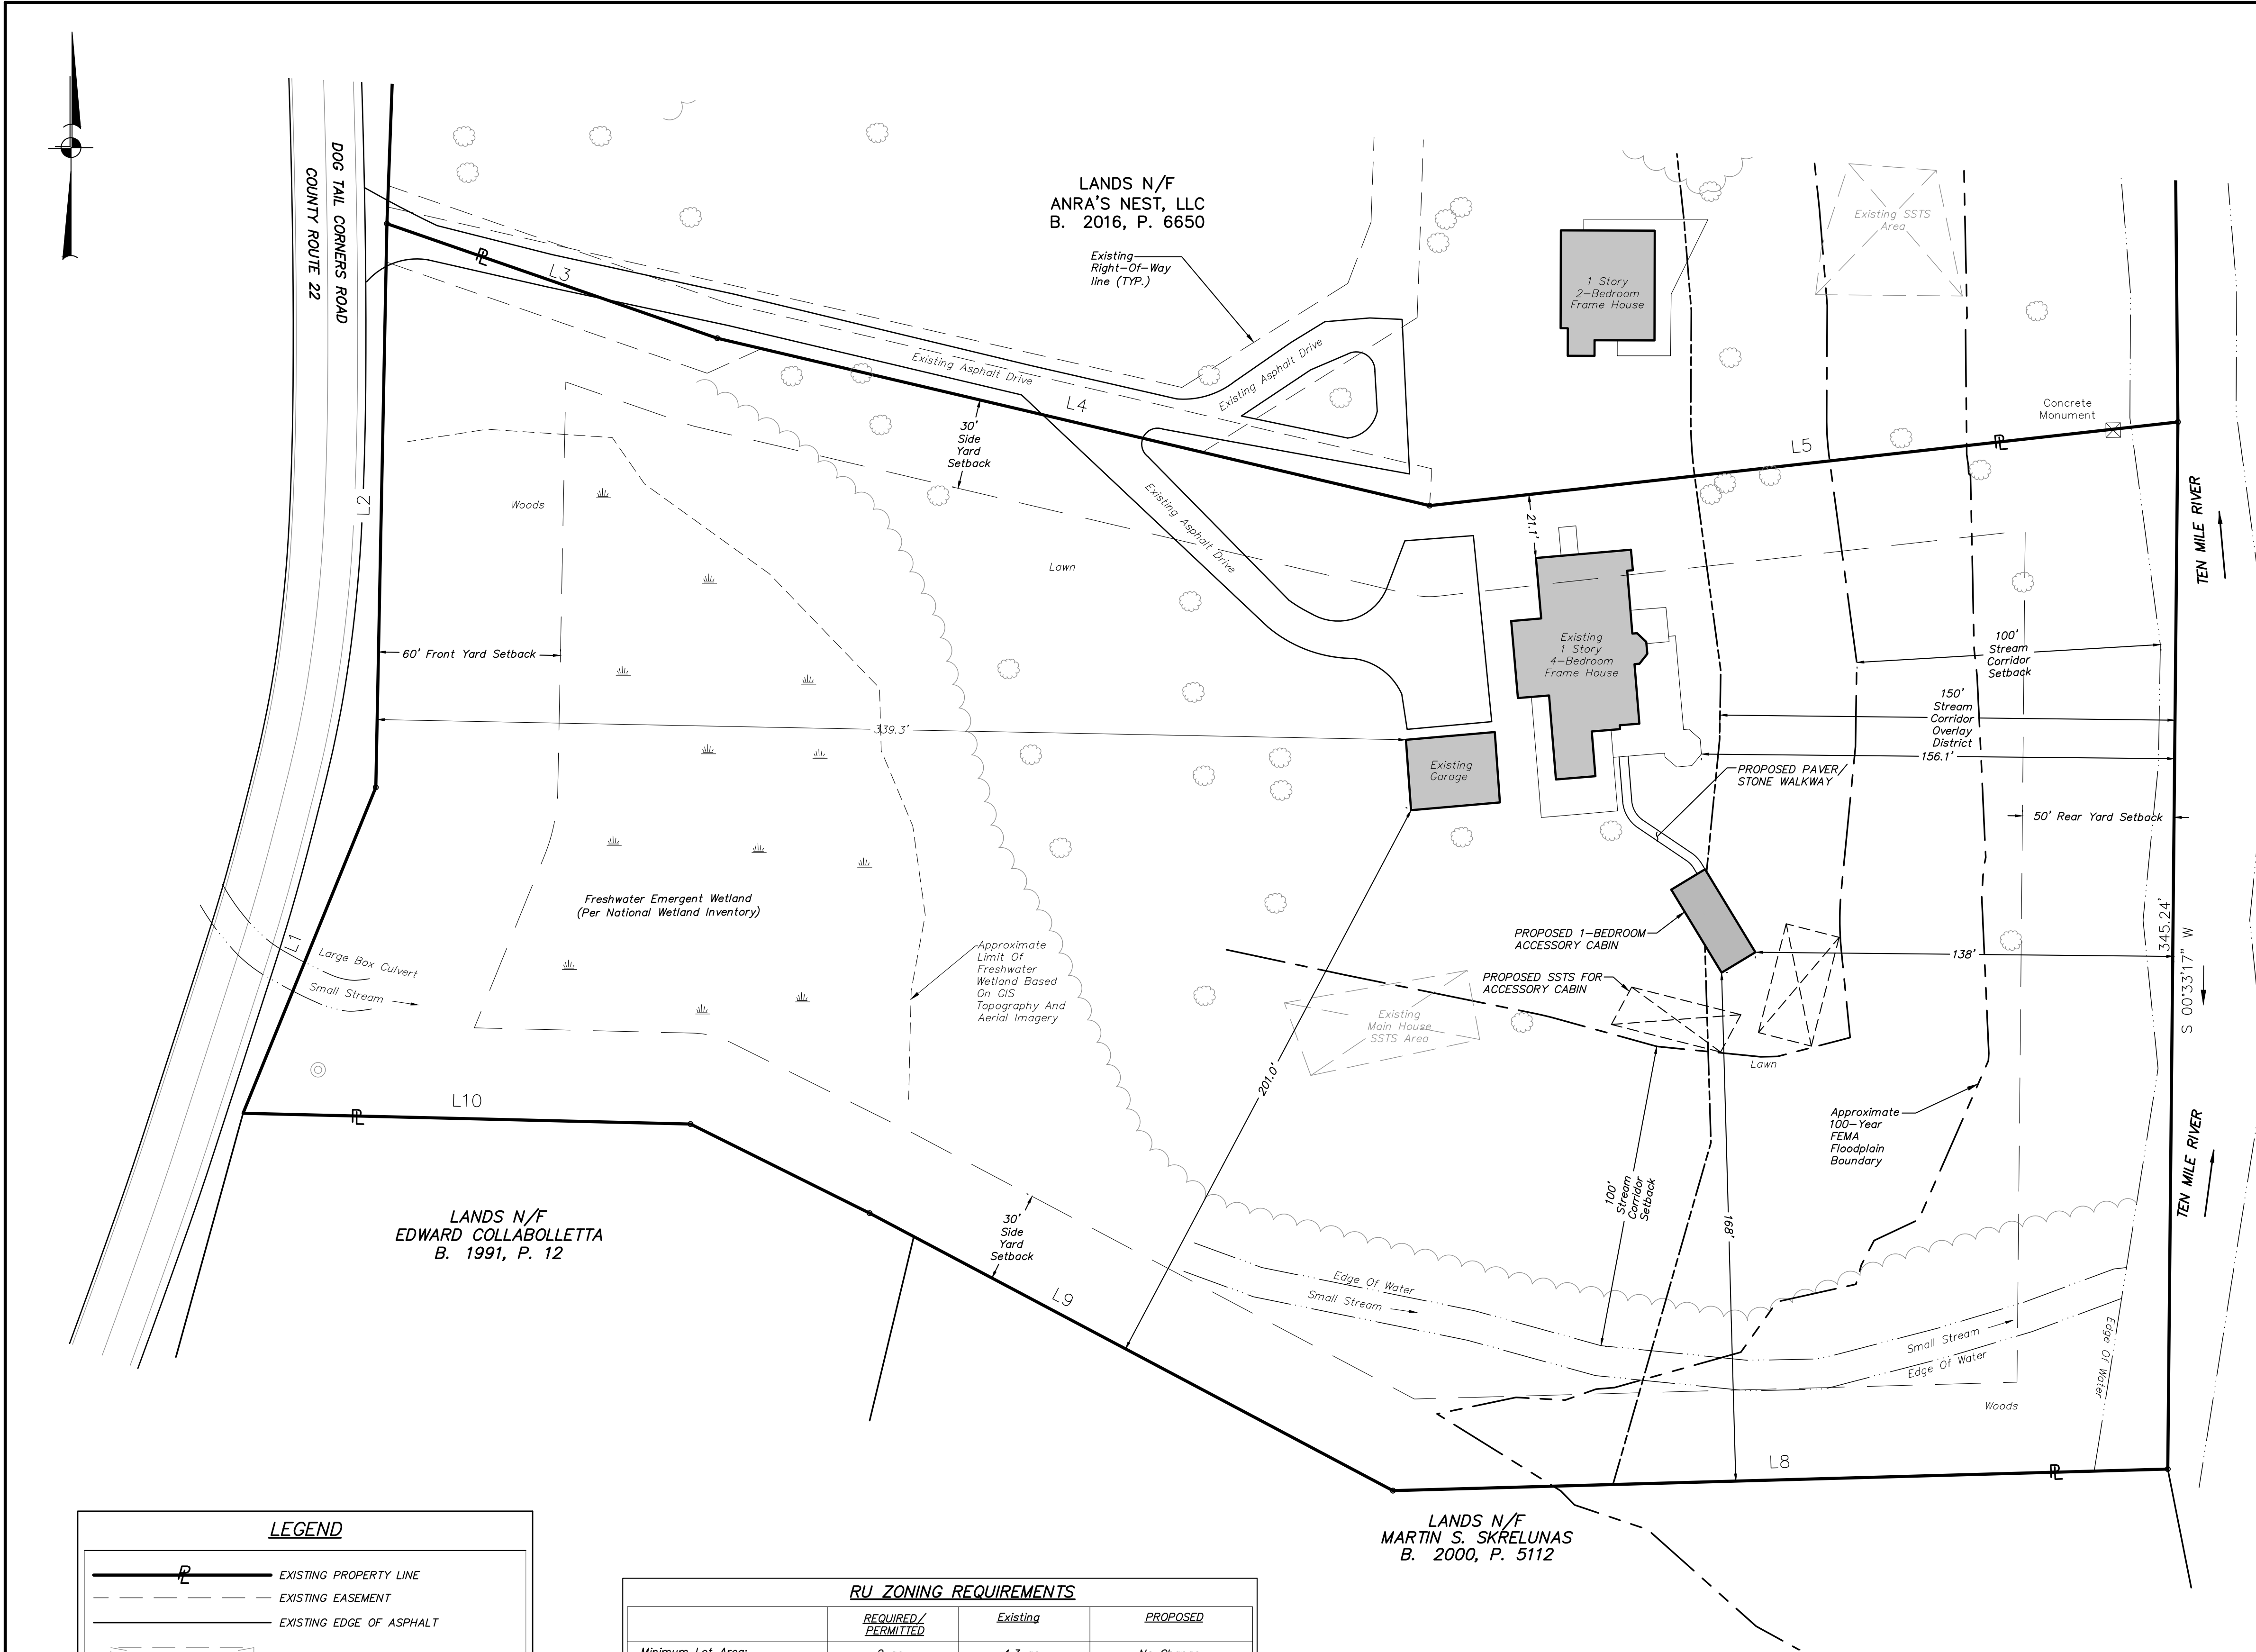 DOG TAIL CORNERS ROAD
COUNTY ROUTE 22
LANDS N/F
ANRA'S NEST, LLC
B. 2016, P. 6650
Existing
Right-Of-Way
line (TYP.)
1 Story
2-Bedroom
Frame House
Existing SSTS
Area
PL
L3
Existing Asphalt Drive
Existing Asphalt Drive
L4
30'
Side
Yard
Setback
Concrete
Monument
L5
PL
L2
Woods
Lawn
Existing Asphalt Drive
21.1'
TEN MILE RIVER
60' Front Yard Setback
Existing
1 Story
4-Bedroom
Frame House
100'
Stream
Corridor
Setback
150'
Stream
Corridor
Overlay
District
339.3'
156.1'
Existing
Garage
PROPOSED PAVER/
STONE WALKWAY
50' Rear Yard Setback
Freshwater Emergent Wetland
(Per National Wetland Inventory)
L1
Large Box Culvert
Small Stream
Approximate
Limit Of
Freshwater
Wetland Based
On GIS
Topography And
Aerial Imagery
PROPOSED 1-BEDROOM
ACCESSORY CABIN
138'
345.24'
S 00°33'17" W
PROPOSED SSTS FOR
ACCESSORY CABIN
Existing
Main House
SSTS Area
Lawn
201.0'
L10
PL
Approximate
100-Year
FEMA
Floodplain
Boundary
TEN MILE RIVER
100'
Stream
Corridor
Setback
168'
LANDS N/F
EDWARD COLLABOLLETTA
B. 1991, P. 12
30'
Side
Yard
Setback
L9
Edge Of Water
Small Stream
Small Stream
Edge Of Water
Edge Of Water
Woods
L8
PL
LANDS N/F
MARTIN S. SKRELUNAS
B. 2000, P. 5112
LEGEND
PL EXISTING PROPERTY LINE
EXISTING EASEMENT
EXISTING EDGE OF ASPHALT
RU ZONING REQUIREMENTS
REQUIRED/
PERMITTED
Existing
PROPOSED
Minimum Lot Area:
No Change